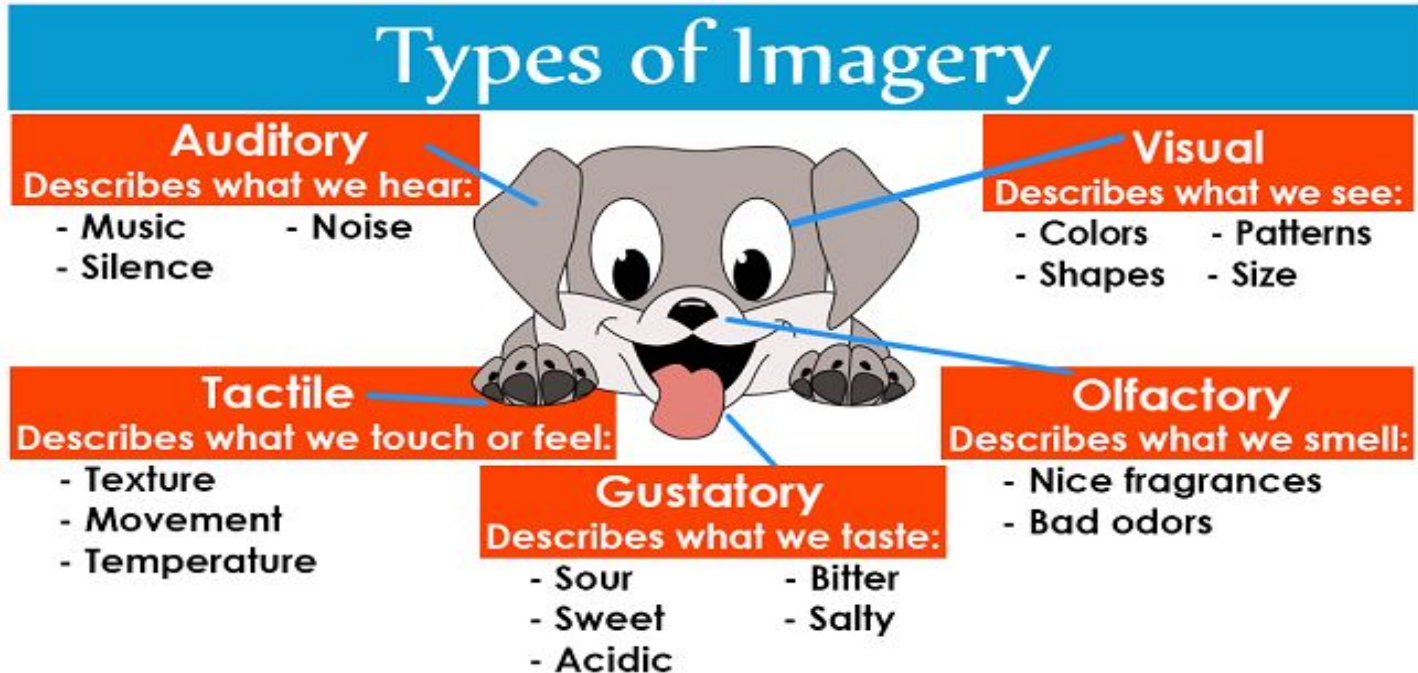 Types of Imagery
Auditory
Describes what we hear:
- Music - Noise
- Silence
Visual
Describes what we see:
- Colors - Patterns
- Shapes - Size
Tactile
Describes what we touch or feel:
- Texture
- Movement
- Temperature
Gustatory
Describes what we taste:
- Sour - Bitter
- Sweet - Salty
- Acidic
Olfactory
Describes what we smell:
- Nice fragrances
- Bad odors